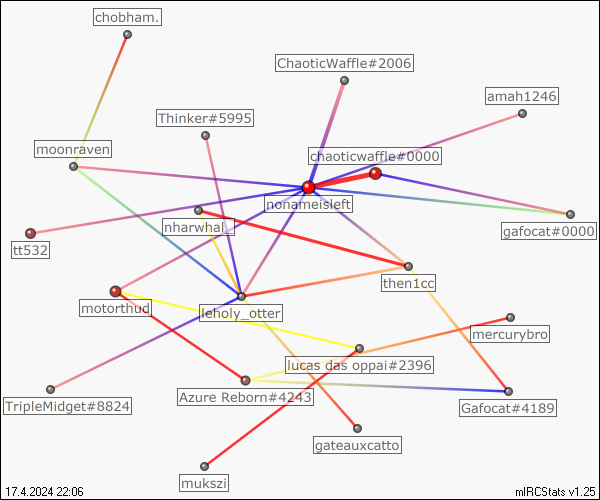 chobham.
ChaoticWaffle#2006
amah1246
Thinker#5995
moonraven
chaoticwaffle#0000
nonameisleft
nharwhal_
gafocat#0000
tt532
then1cc
motorthud
leholy_otter
mercurybro
lucas das oppai#2396
Azure Reborn#4243
TripleMidget#8824
Gafocat#4189
gateauxcatto
mukszi
17.4.2024 22:06
mIRCStats v1.25